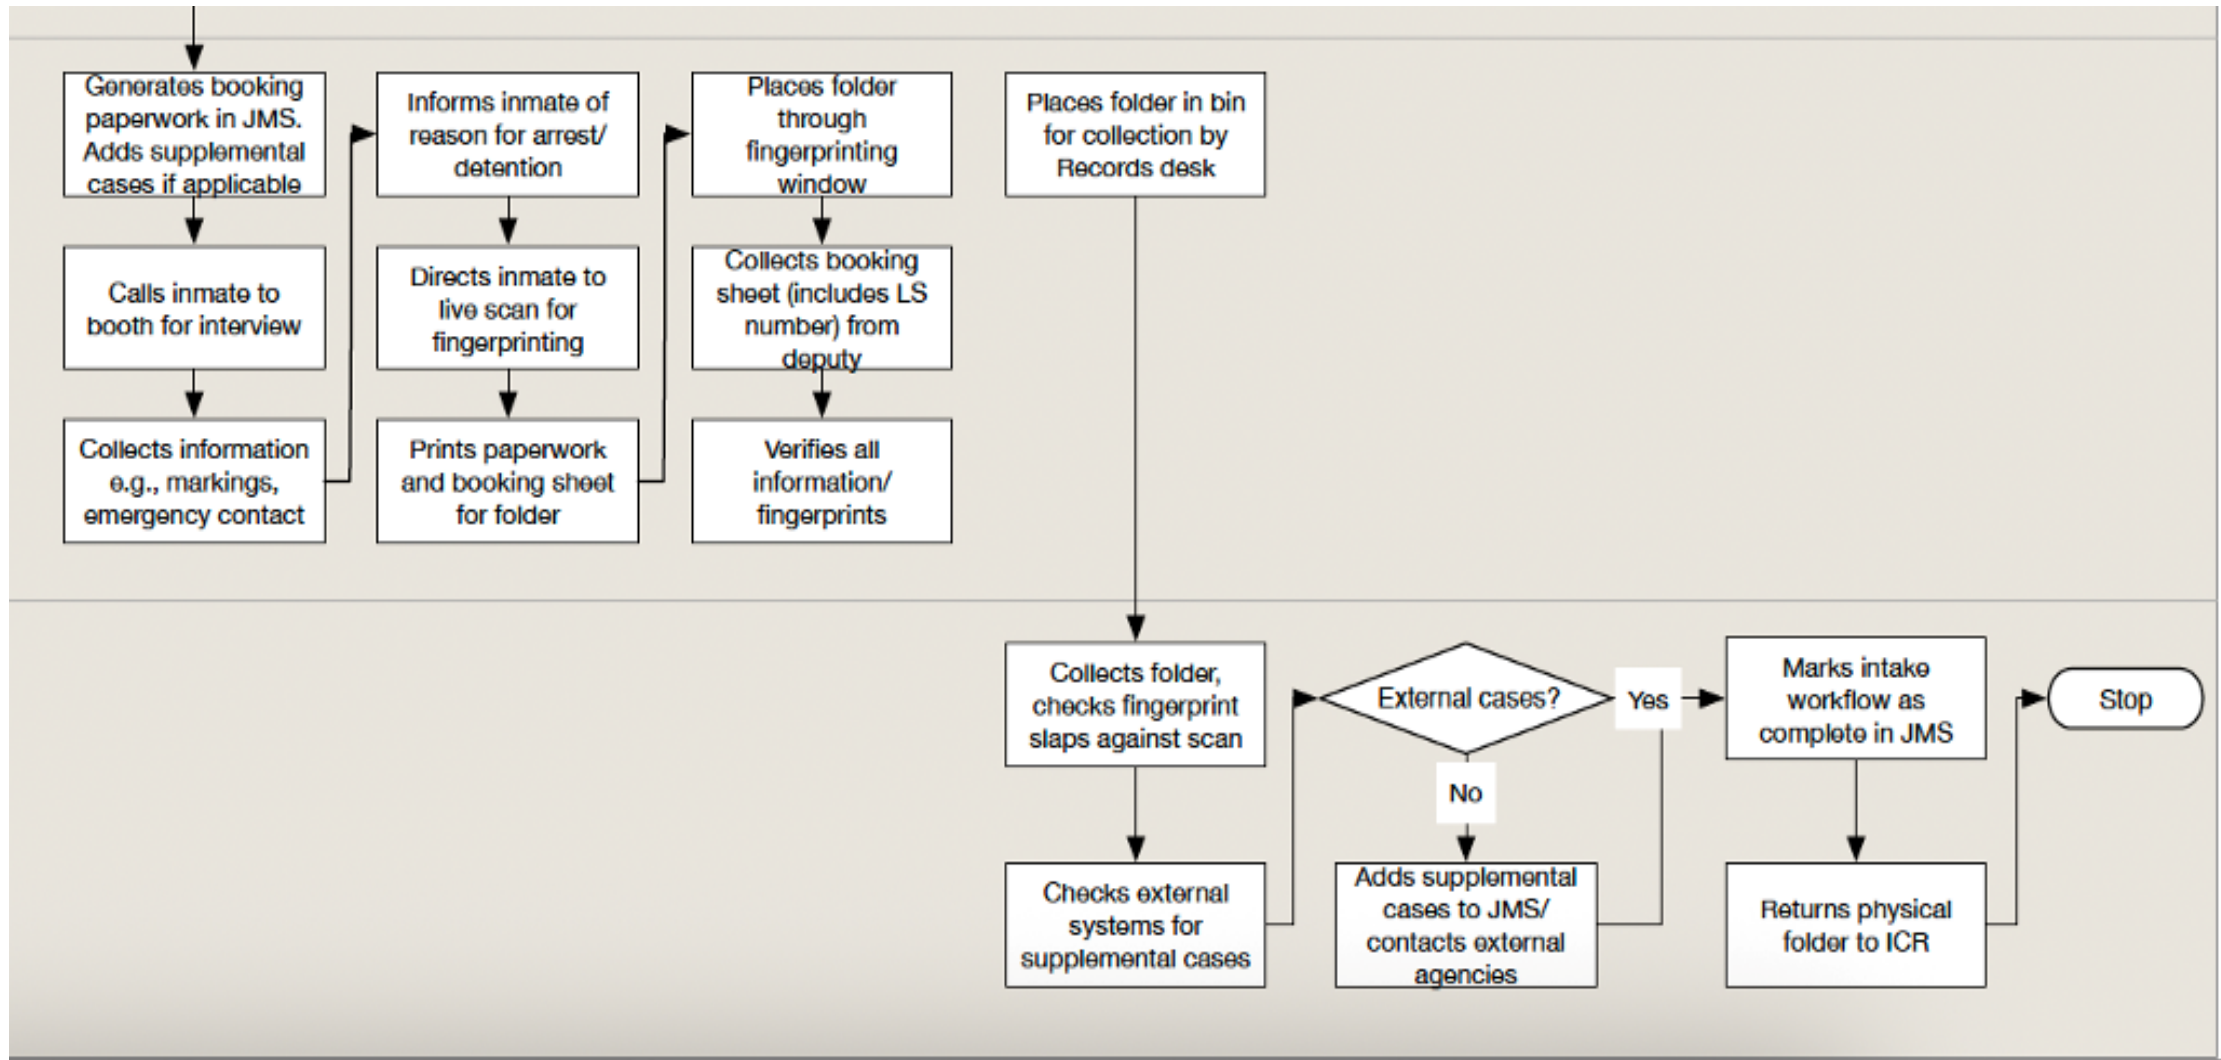 Generates booking
paperwork in JMS.
Adds supplemental
cases if applicable
Calls inmate to
booth for interview
Collects information
e.g., markings,
emergency contact
Informs inmate of
reason for arrest/
detention
Directs inmate to
live scan for
fingerprinting
Prints paperwork
and booking sheet
for folder
Places folder
through
fingerprinting
window
Collects booking
sheet (includes LS
number) from
deputy
Verifies all
information/
fingerprints
Places folder in bin
for collection by
Records desk
Collects folder,
checks fingerprint
slaps against scan
Checks external
systems for
supplemental cases
External cases?
Yes
No
Adds supplemental
cases to JMS/
contacts external
agencies
Marks intake
workflow as
complete in JMS
Returns physical
folder to ICR
Stop